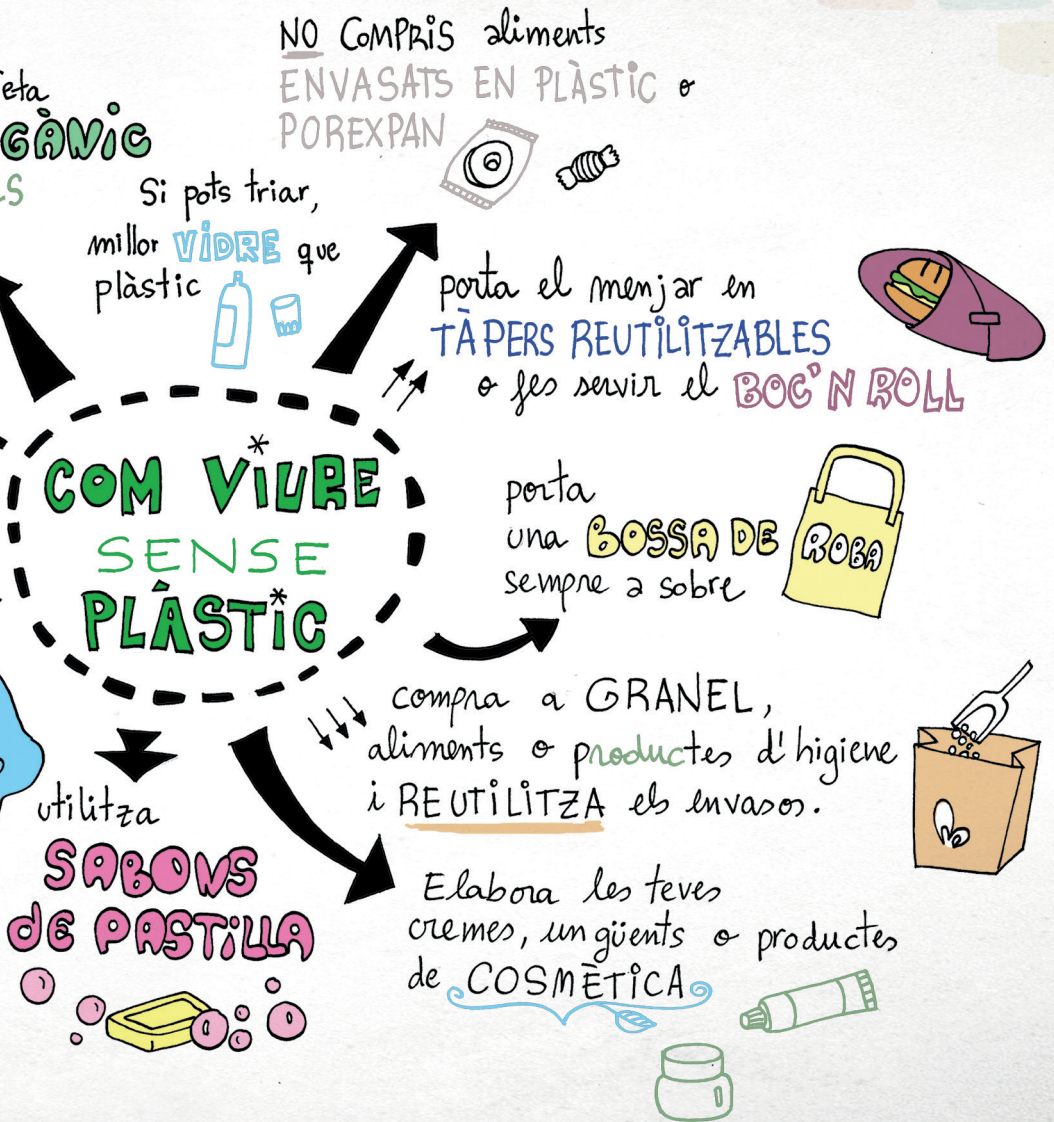 NO COMPRiS aliments
ENVASATS EN PLÀSTiC o
POREXPAN
GÀNiC
Si pots triar,
millor ViDRE que
plàstic
porta el menjar en
TÀPERS REUTiLiTZABLES
o fes servir el BOC'N ROLL
COM ViURE
SENSE
PLÀSTiC
porta
una BOSSA DE ROBA
sempre a sobre
compra a GRANEL,
aliments o productes d'higiene
i REUTiLiTZA els envasos.
utilitza
SABONS
dE PASTiLLA
Elabora les teves
cremes, ungüents o productes
de COSMÈTiCA